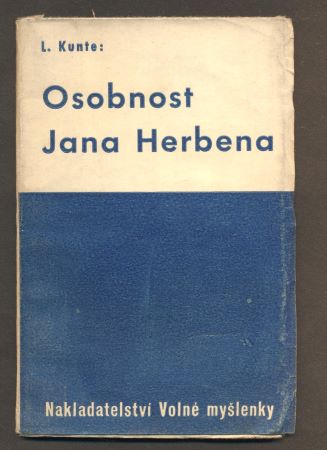 L. Kunte:
Osobnost
Jana Herbena
Nakladatelství Volné myšlenky